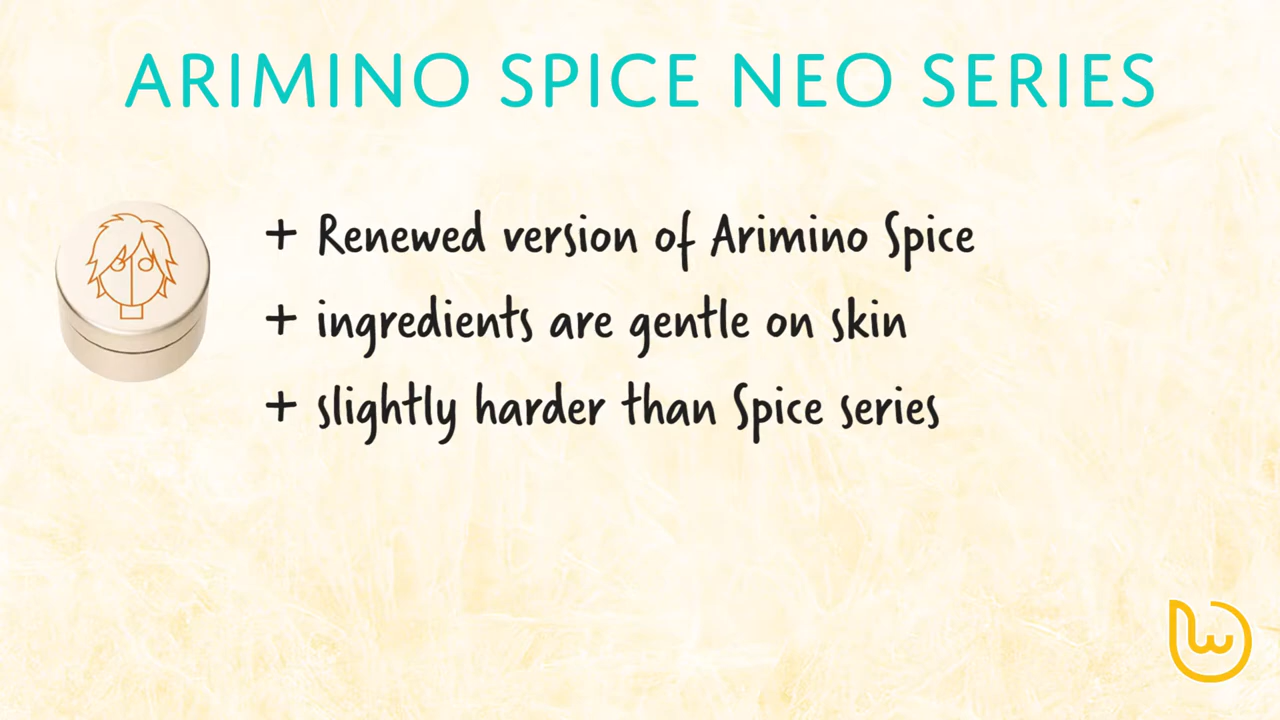 ARIMINO SPICE NEO SERIES
+ Renewed version of Arimino Spice
+ ingredients are gentle on skin
+ slightly harder than Spice series